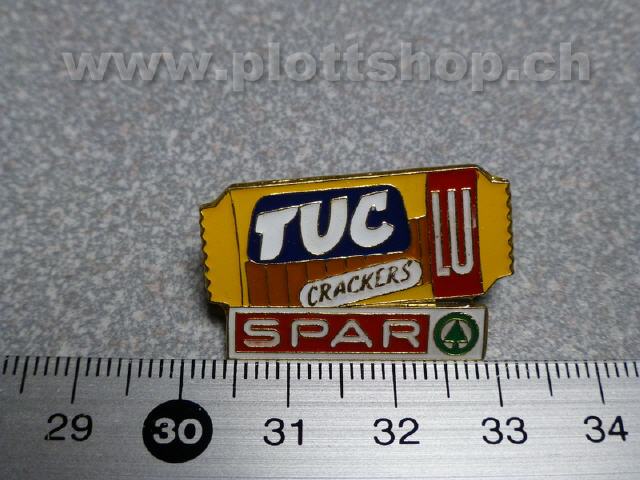 www.plottshop.ch
TUC
LU
CRACKERS
SPAR
29 30 31 32 33 34